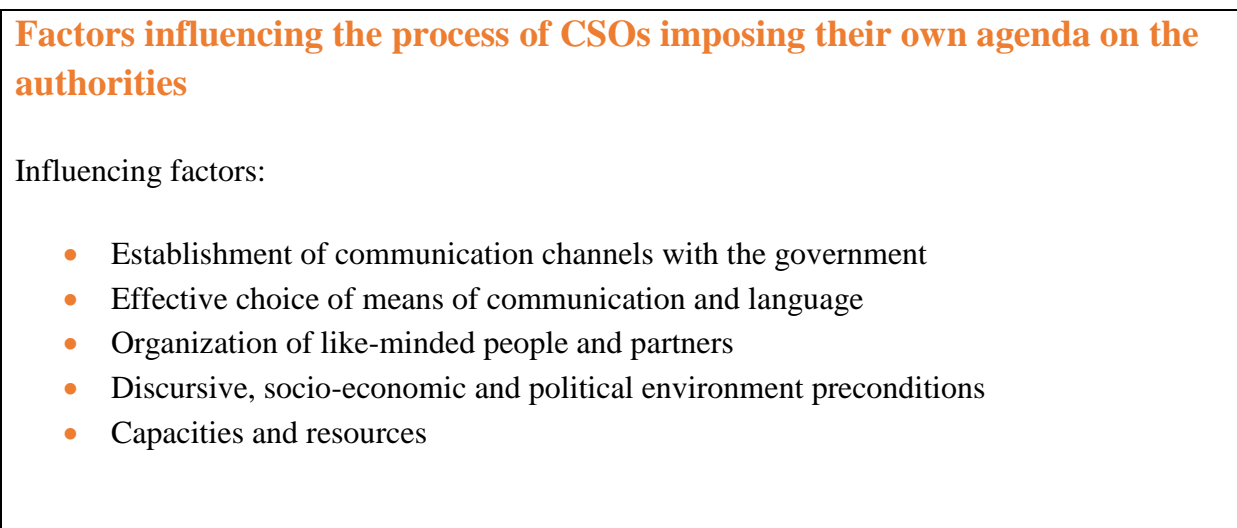 Factors influencing the process of CSOs imposing their own agenda on the
authorities
Influencing factors:
• Establishment of communication channels with the government
• Effective choice of means of communication and language
• Organization of like-minded people and partners
• Discursive, socio-economic and political environment preconditions
• Capacities and resources